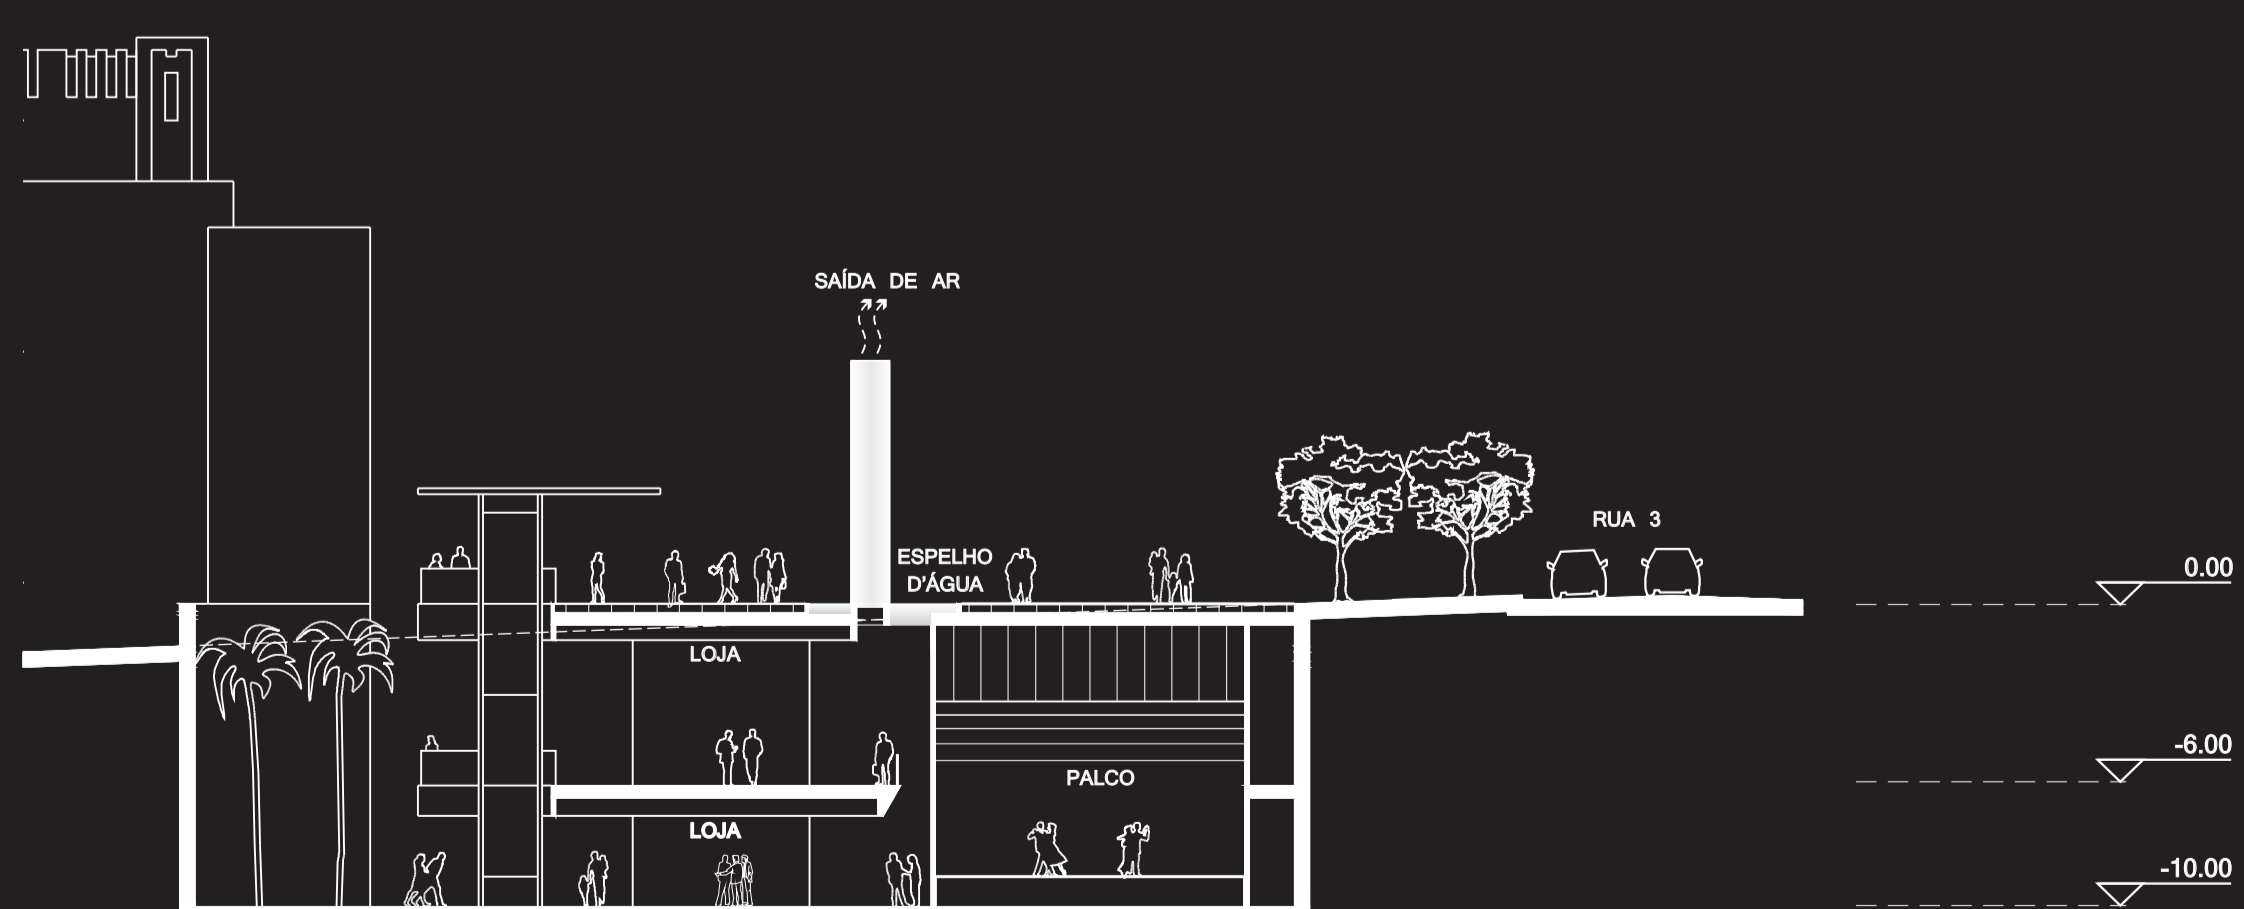 SAÍDA DE AR
ESPELHO
D'ÁGUA
RUA 3
0.00
LOJA
-6.00
PALCO
LOJA
-10.00